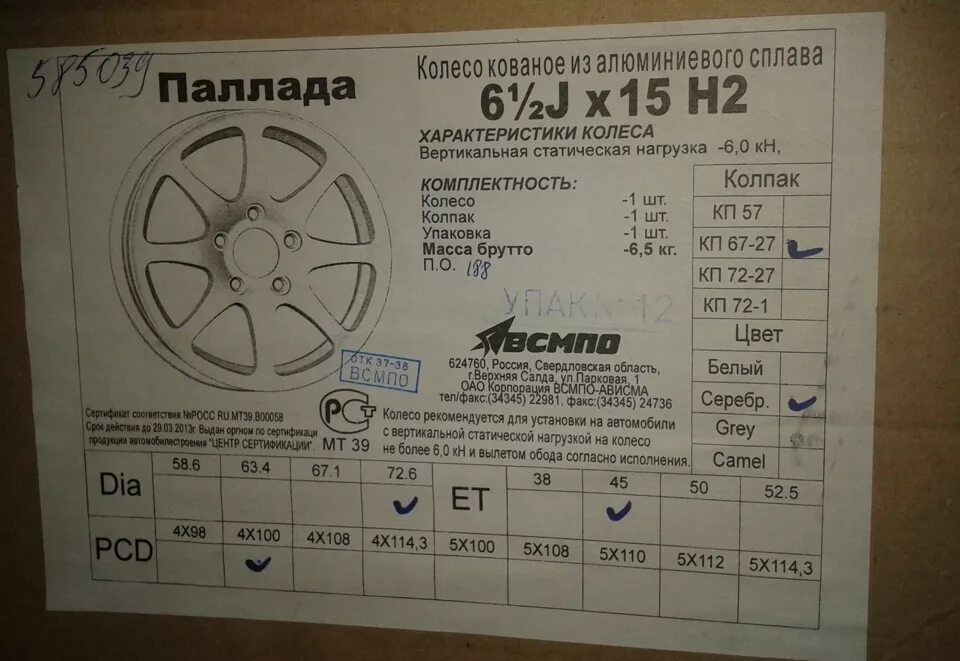 585039
Паллада
Колесо кованое из алюминиевого сплава
6½J x 15 H2
ХАРАКТЕРИСТИКИ КОЛЕСА
Вертикальная статическая нагрузка -6,0 кН,
КОМПЛЕКТНОСТЬ:
Колесо -1 шт.
Колпак -1 шт.
Упаковка -1 шт.
Масса брутто -6,5 кг.
П.О. 188
УПАК № 12
Колпак
КП 57
КП 67-27
КП 72-27
КП 72-1
Цвет
Белый
Серебр.
Grey
Camel
ВСМПО
624760, Россия, Свердловская область,
г.Верхняя Салда, ул.Парковая, 1
ОАО Корпорация ВСМПО-АВИСМА
тел/факс:(34345) 22981, факс:(34345) 24736
ОТК 37-38
ВСМПО
Сертификат соответствия №РОСС RU.МТ39.В00058
Срок действия до 29.03.2013г. Выдан органом по сертификации
продукции автомобилестроения "ЦЕНТР СЕРТИФИКАЦИИ".
РСТ
МТ 39
Колесо рекомендуется для установки на автомобили
с вертикальной статической нагрузкой на колесо
не более 6,0 кН и вылетом обода согласно исполнения.
Dia 58.6 63.4 67.1 72.6 ET 38 45 50 52.5
PCD 4X98 4X100 4X108 4X114,3 5X100 5X108 5X110 5X112 5X114,3